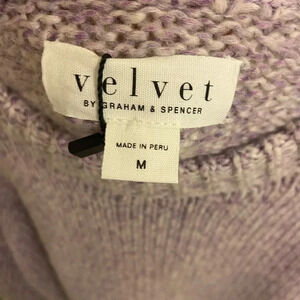 velvet
BY GRAHAM & SPENCER
MADE IN PERU
M